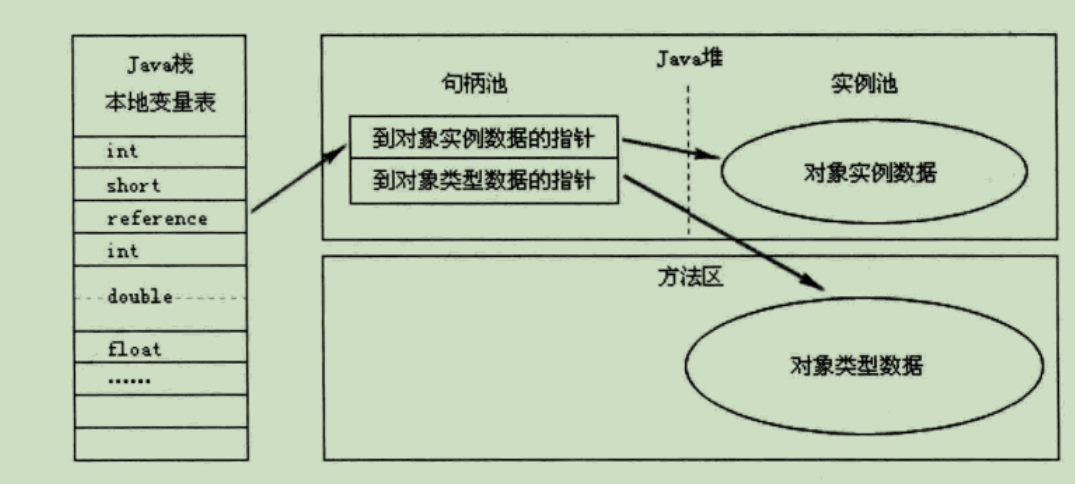 Java栈
本地变量表
int
short
reference
int
double
float
……
Java堆
句柄池
实例池
到对象实例数据的指针
到对象类型数据的指针
对象实例数据
方法区
对象类型数据